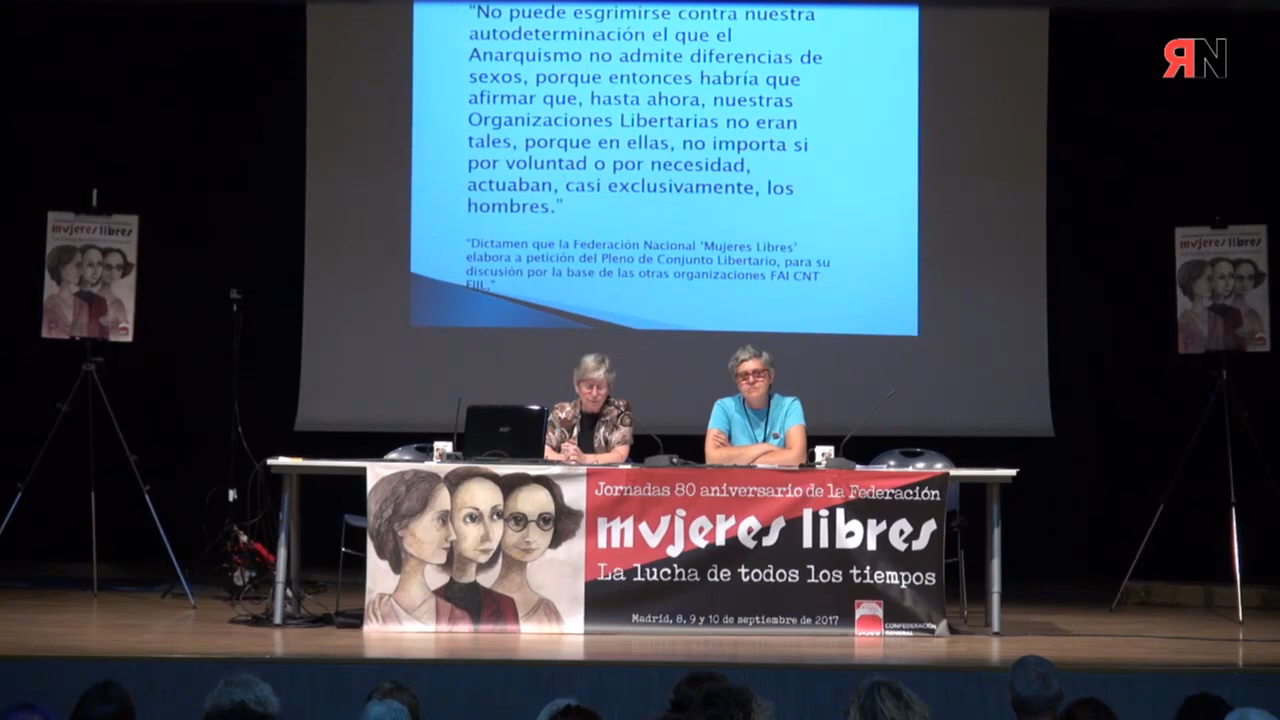 "No puede esgrimirse contra nuestra
autodeterminación el que el
Anarquismo no admite diferencias de
sexos, porque entonces habría que
afirmar que, hasta ahora, nuestras
Organizaciones Libertarias no eran
tales, porque en ellas, no importa si
por voluntad o por necesidad,
actuaban, casi exclusivamente, los
hombres."
"Dictamen que la Federación Nacional 'Mujeres Libres'
elabora a petición del Pleno de Conjunto Libertario, para su
discusión por la base de las otras organizaciones FAI CNT
FIJL."
RN
mujeres libres
mujeres libres
Jornadas 80 aniversario de la Federación
mujeres libres
La lucha de todos los tiempos
Madrid, 8, 9 y 10 de septiembre de 2017
CONFEDERACIÓN
GENERAL